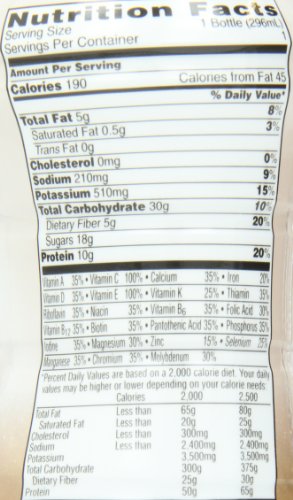 Nutrition Facts
Serving Size 1 Bottle (296mL)
Servings Per Container 1
Amount Per Serving
Calories 190 Calories from Fat 45
% Daily Value*
Total Fat 5g 8%
Saturated Fat 0.5g 3%
Trans Fat 0g
Cholesterol 0mg 0%
Sodium 210mg 9%
Potassium 510mg 15%
Total Carbohydrate 30g 10%
Dietary Fiber 5g 20%
Sugars 18g
Protein 10g 20%
Vitamin A 35% • Vitamin C 100% • Calcium 35% • Iron 20%
Vitamin D 35% • Vitamin E 100% • Vitamin K 25% • Thiamin 35%
Riboflavin 35% • Niacin 35% • Vitamin B6 35% • Folic Acid 30%
Vitamin B12 35% • Biotin 35% • Pantothenic Acid 35% • Phosphorus 35%
Iodine 35% • Magnesium 30% • Zinc 15% • Selenium 25%
Manganese 35% • Chromium 35% • Molybdenum 30%
*Percent Daily Values are based on a 2,000 calorie diet. Your daily
values may be higher or lower depending on your calorie needs:
Calories 2,000 2,500
Total Fat Less than 65g 80g
Saturated Fat Less than 20g 25g
Cholesterol Less than 300mg 300mg
Sodium Less than 2,400mg 2,400mg
Potassium 3,500mg 3,500mg
Total Carbohydrate 300g 375g
Dietary Fiber 25g 30g
Protein 50g 65g